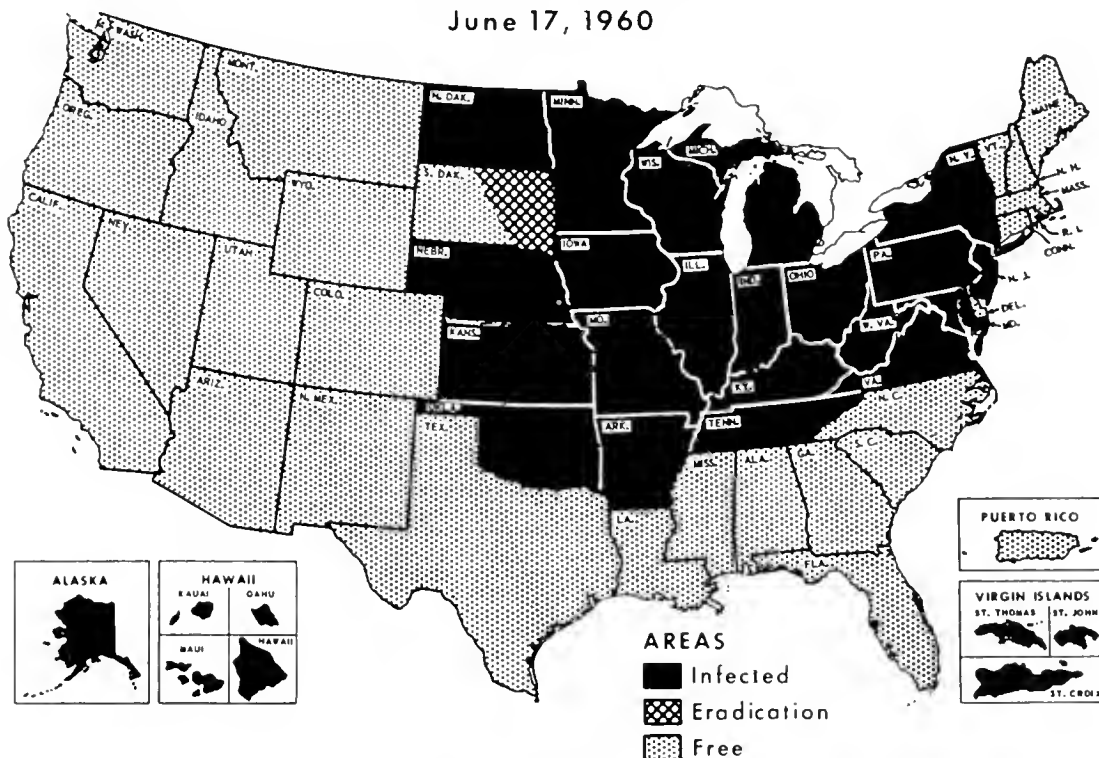 June 17, 1960
WASH.
MONT.
N. DAK.
MINN.
OREG.
IDAHO
S. DAK.
WIS.
MICH.
N. Y.
VT.
MAINE
N. H.
MASS.
R. I.
CONN.
WYO.
CALIF.
NEV.
UTAH
NEBR.
IOWA
ILL.
IND.
OHIO
PA.
N. J.
DEL.
MD.
COLO.
KANS.
MO.
W. VA.
KY.
VA.
ARIZ.
N. MEX.
TEX.
ARK.
TENN.
N. C.
S. C.
MISS.
ALA.
GA.
LA.
FLA.
PUERTO RICO
ALASKA
HAWAII
KAUAI
OAHU
MAUI
HAWAII
VIRGIN ISLANDS
ST. THOMAS
ST. JOHN
ST. CROIX
AREAS
Infected
Eradication
Free